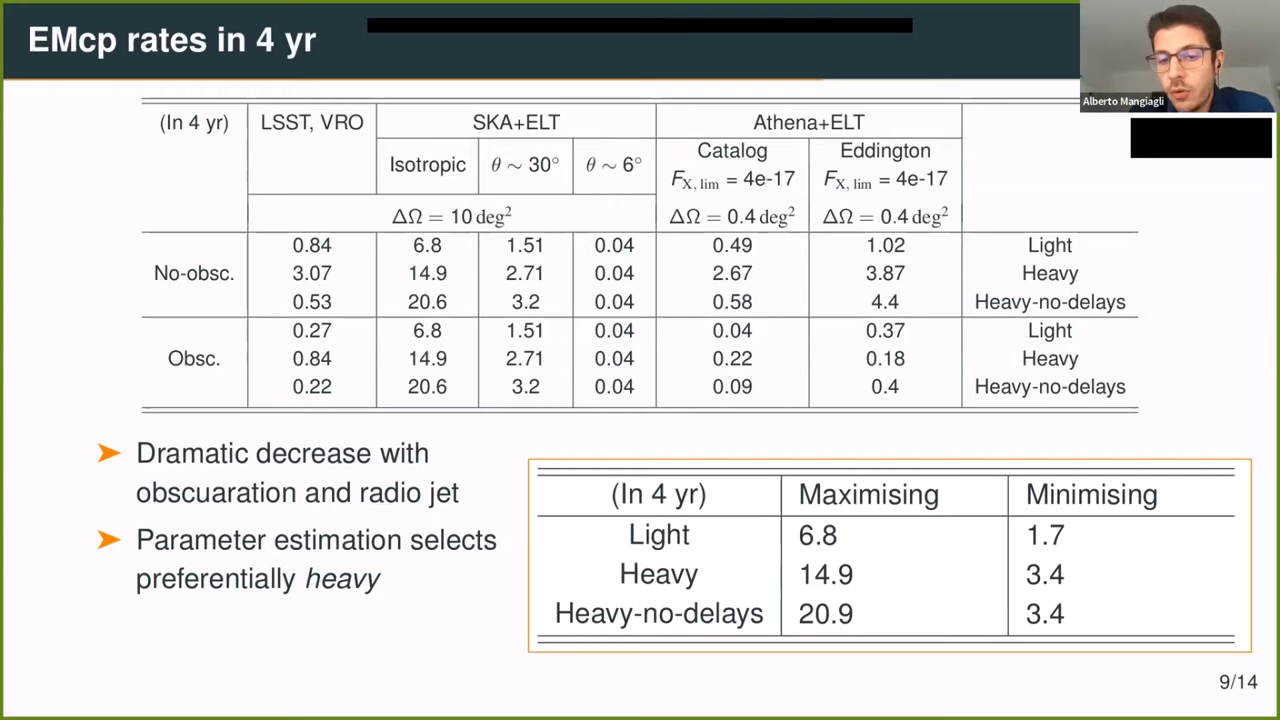 EMcp rates in 4 yr
Alberto Mangiagli
(In 4 yr) LSST, VRO SKA+ELT Athena+ELT
Isotropic θ ∼ 30° θ ∼ 6° Catalog Eddington
F_X, lim = 4e-17 F_X, lim = 4e-17
ΔΩ = 10 deg² ΔΩ = 0.4 deg² ΔΩ = 0.4 deg²
0.84 6.8 1.51 0.04 0.49 1.02 Light
No-obsc. 3.07 14.9 2.71 0.04 2.67 3.87 Heavy
0.53 20.6 3.2 0.04 0.58 4.4 Heavy-no-delays
0.27 6.8 1.51 0.04 0.04 0.37 Light
Obsc. 0.84 14.9 2.71 0.04 0.22 0.18 Heavy
0.22 20.6 3.2 0.04 0.09 0.4 Heavy-no-delays
➤ Dramatic decrease with
obscuaration and radio jet
➤ Parameter estimation selects
preferentially heavy
(In 4 yr) Maximising Minimising
Light 6.8 1.7
Heavy 14.9 3.4
Heavy-no-delays 20.9 3.4
9/14